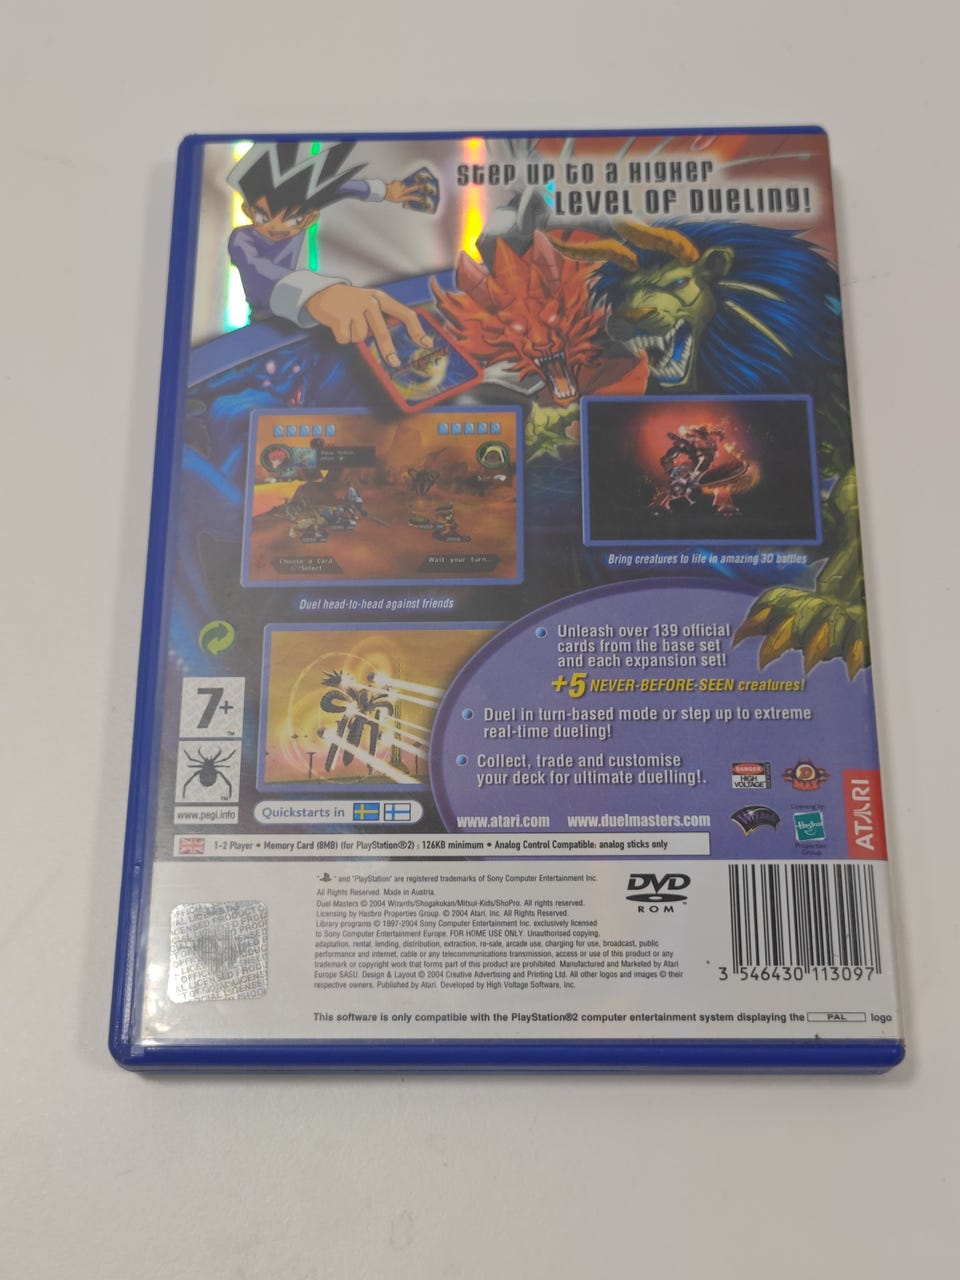 Step up to a Higher
Level of Dueling!
Choose a Card
Select
Wait your turn...
Bring creatures to life in amazing 3D battles
Duel head-to-head against friends
Unleash over 139 official
cards from the base set
and each expansion set!
+5 NEVER-BEFORE-SEEN creatures!
Duel in turn-based mode or step up to extreme
real-time dueling!
Collect, trade and customise
your deck for ultimate duelling!.
7+
www.pegi.info
Quickstarts in
www.atari.com www.duelmasters.com
DANGER
HIGH
VOLTAGE
Licensing by:
Hasbro
Properties
Group
ATARI
1-2 Player • Memory Card (8MB) (for PlayStation®2) : 126KB minimum • Analog Control Compatible: analog sticks only
" " and "PlayStation" are registered trademarks of Sony Computer Entertainment Inc.
All Rights Reserved. Made in Austria.
Duel Masters © 2004 Wizards/Shogakukan/Mitsui-Kids/ShoPro. All rights reserved.
Licensing by Hasbro Properties Group. © 2004 Atari, Inc. All Rights Reserved.
Library programs © 1997-2004 Sony Computer Entertainment Inc. exclusively licensed
to Sony Computer Entertainment Europe. FOR HOME USE ONLY. Unauthorised copying,
adaptation, rental, lending, distribution, extraction, re-sale, arcade use, charging for use, broadcast, public
performance and internet, cable or any telecommunications transmission, access or use of this product or any
trademark or copyright work that forms part of this product are prohibited. Manufactured and Marketed by Atari
Europe SASU. Design & Layout © 2004 Creative Advertising and Printing Ltd. All other logos and images © their
respective owners. Published by Atari. Developed by High Voltage Software, Inc.
DVD
ROM
3 546430 113097
This software is only compatible with the PlayStation®2 computer entertainment system displaying the PAL logo